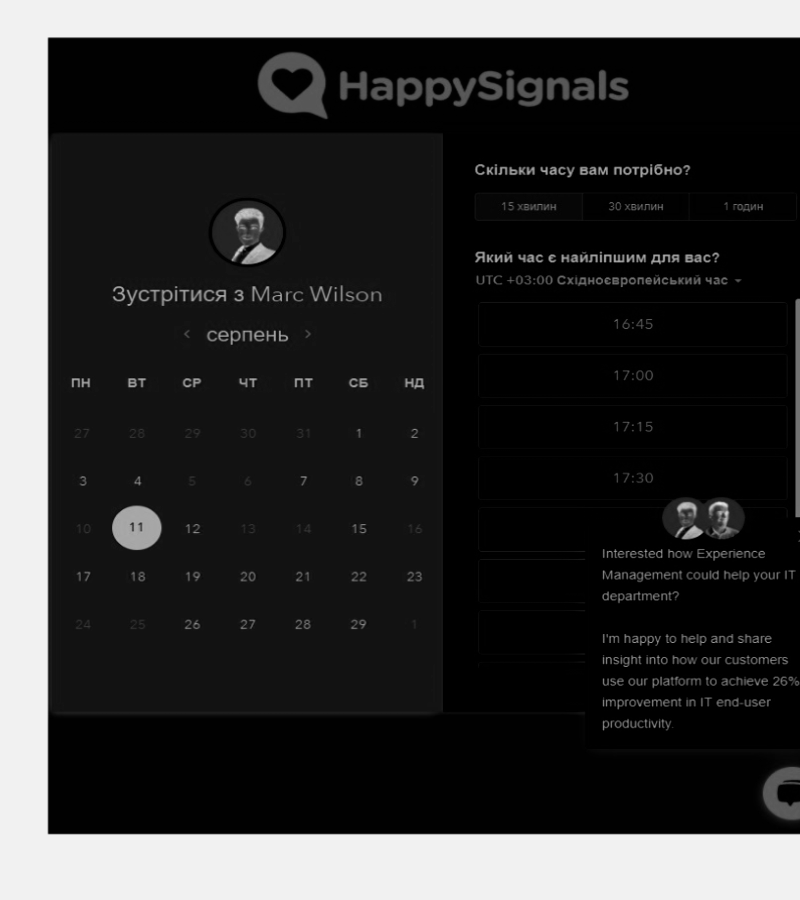 HappySignals
Зустрітися з Marc Wilson
серпень
ПН ВТ СР ЧТ ПТ СБ НД
27 28 29 30 31 1 2
3 4 5 6 7 8 9
10 11 12 13 14 15 16
17 18 19 20 21 22 23
24 25 26 27 28 29 1
Скільки часу вам потрібно?
15 хвилин 30 хвилин 1 годин
Який час є найліпшим для вас?
UTC +03:00 Східноєвропейський час
16:45
17:00
17:15
17:30
Interested how Experience
Management could help your IT
department?
I'm happy to help and share
insight into how our customers
use our platform to achieve 26%
improvement in IT end-user
productivity.